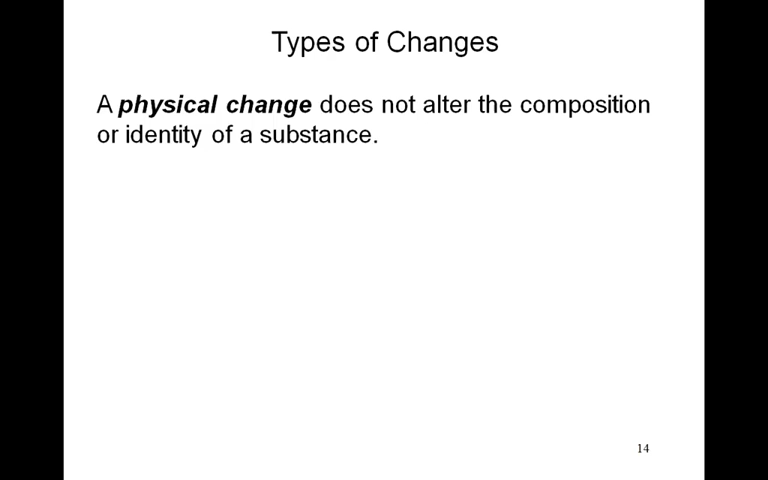 Types of Changes
A physical change does not alter the composition
or identity of a substance.
14